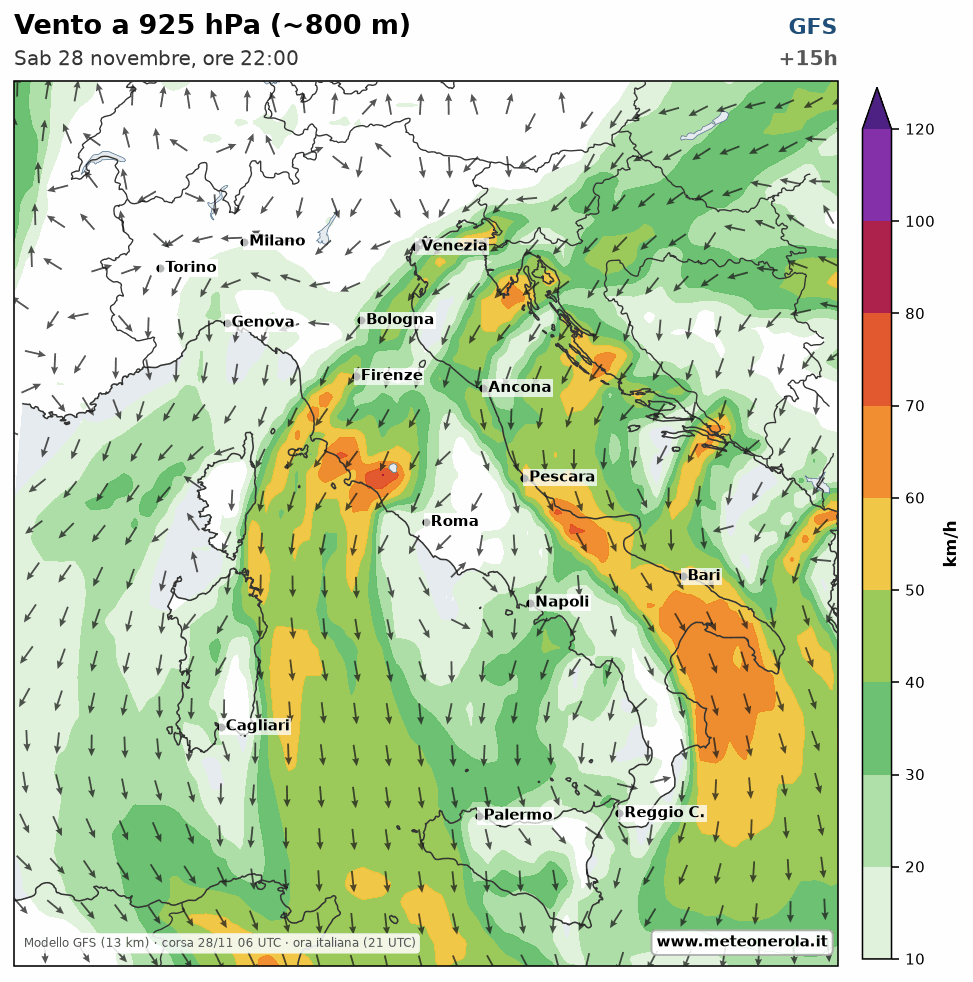 Vento a 925 hPa (~800 m)
GFS
Sab 28 novembre, ore 22:00
+15h
120
100
80
70
60
50
40
30
20
10
km/h
Milano
Venezia
Torino
Genova
Bologna
Firenze
Ancona
Pescara
Roma
Bari
Napoli
Cagliari
Palermo
Reggio C.
Modello GFS (13 km) · corsa 28/11 06 UTC · ora italiana (21 UTC)
www.meteonerola.it